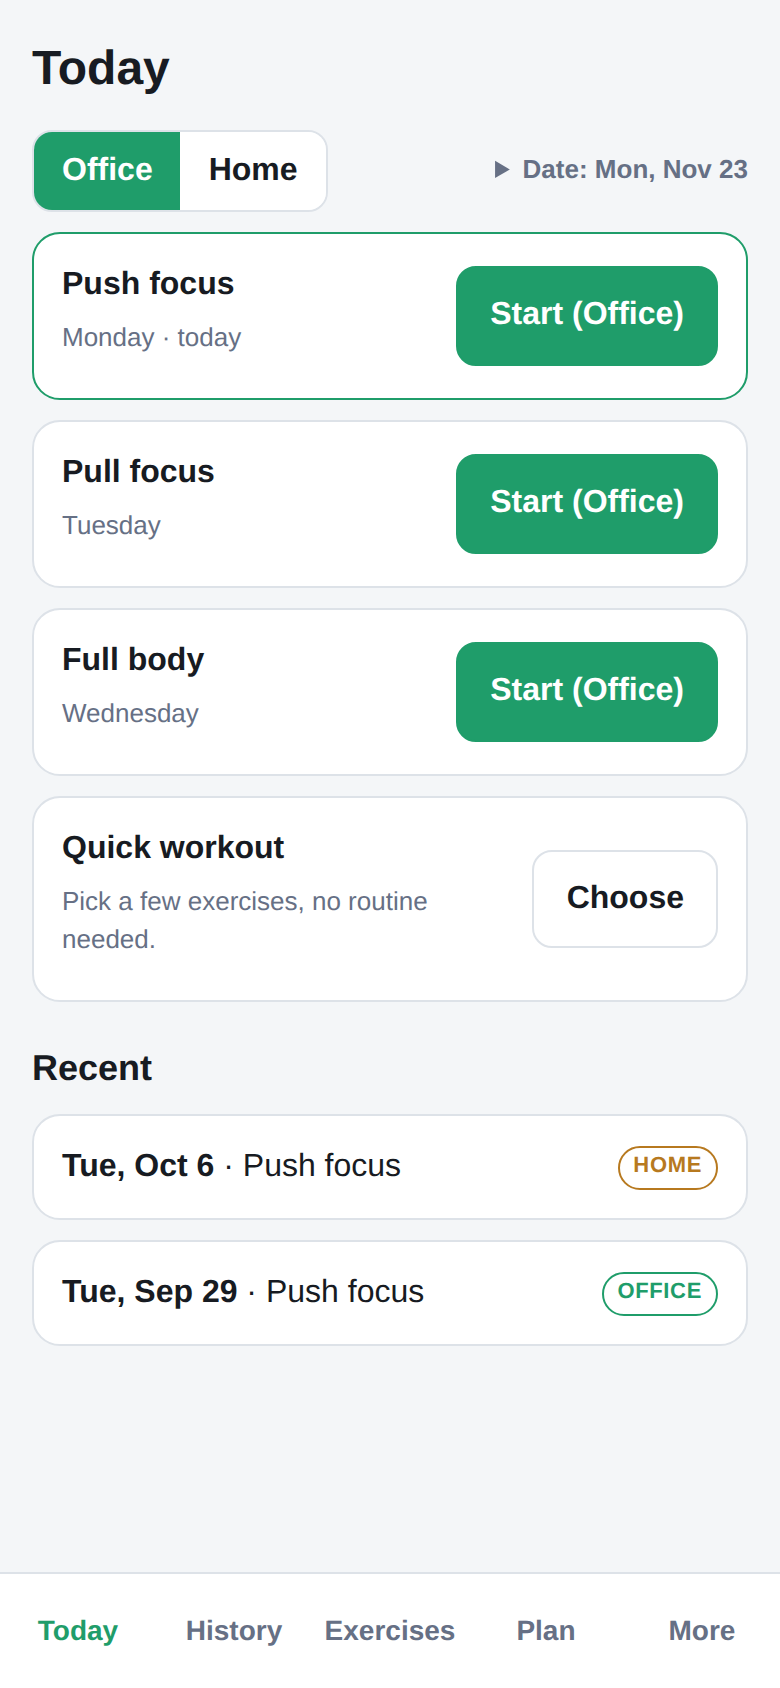 Today
Office Home ▶ Date: Mon, Nov 23
Push focus
Monday · today
Start (Office)
Pull focus
Tuesday
Start (Office)
Full body
Wednesday
Start (Office)
Quick workout
Pick a few exercises, no routine
needed.
Choose
Recent
Tue, Oct 6 · Push focus HOME
Tue, Sep 29 · Push focus OFFICE
Today History Exercises Plan More